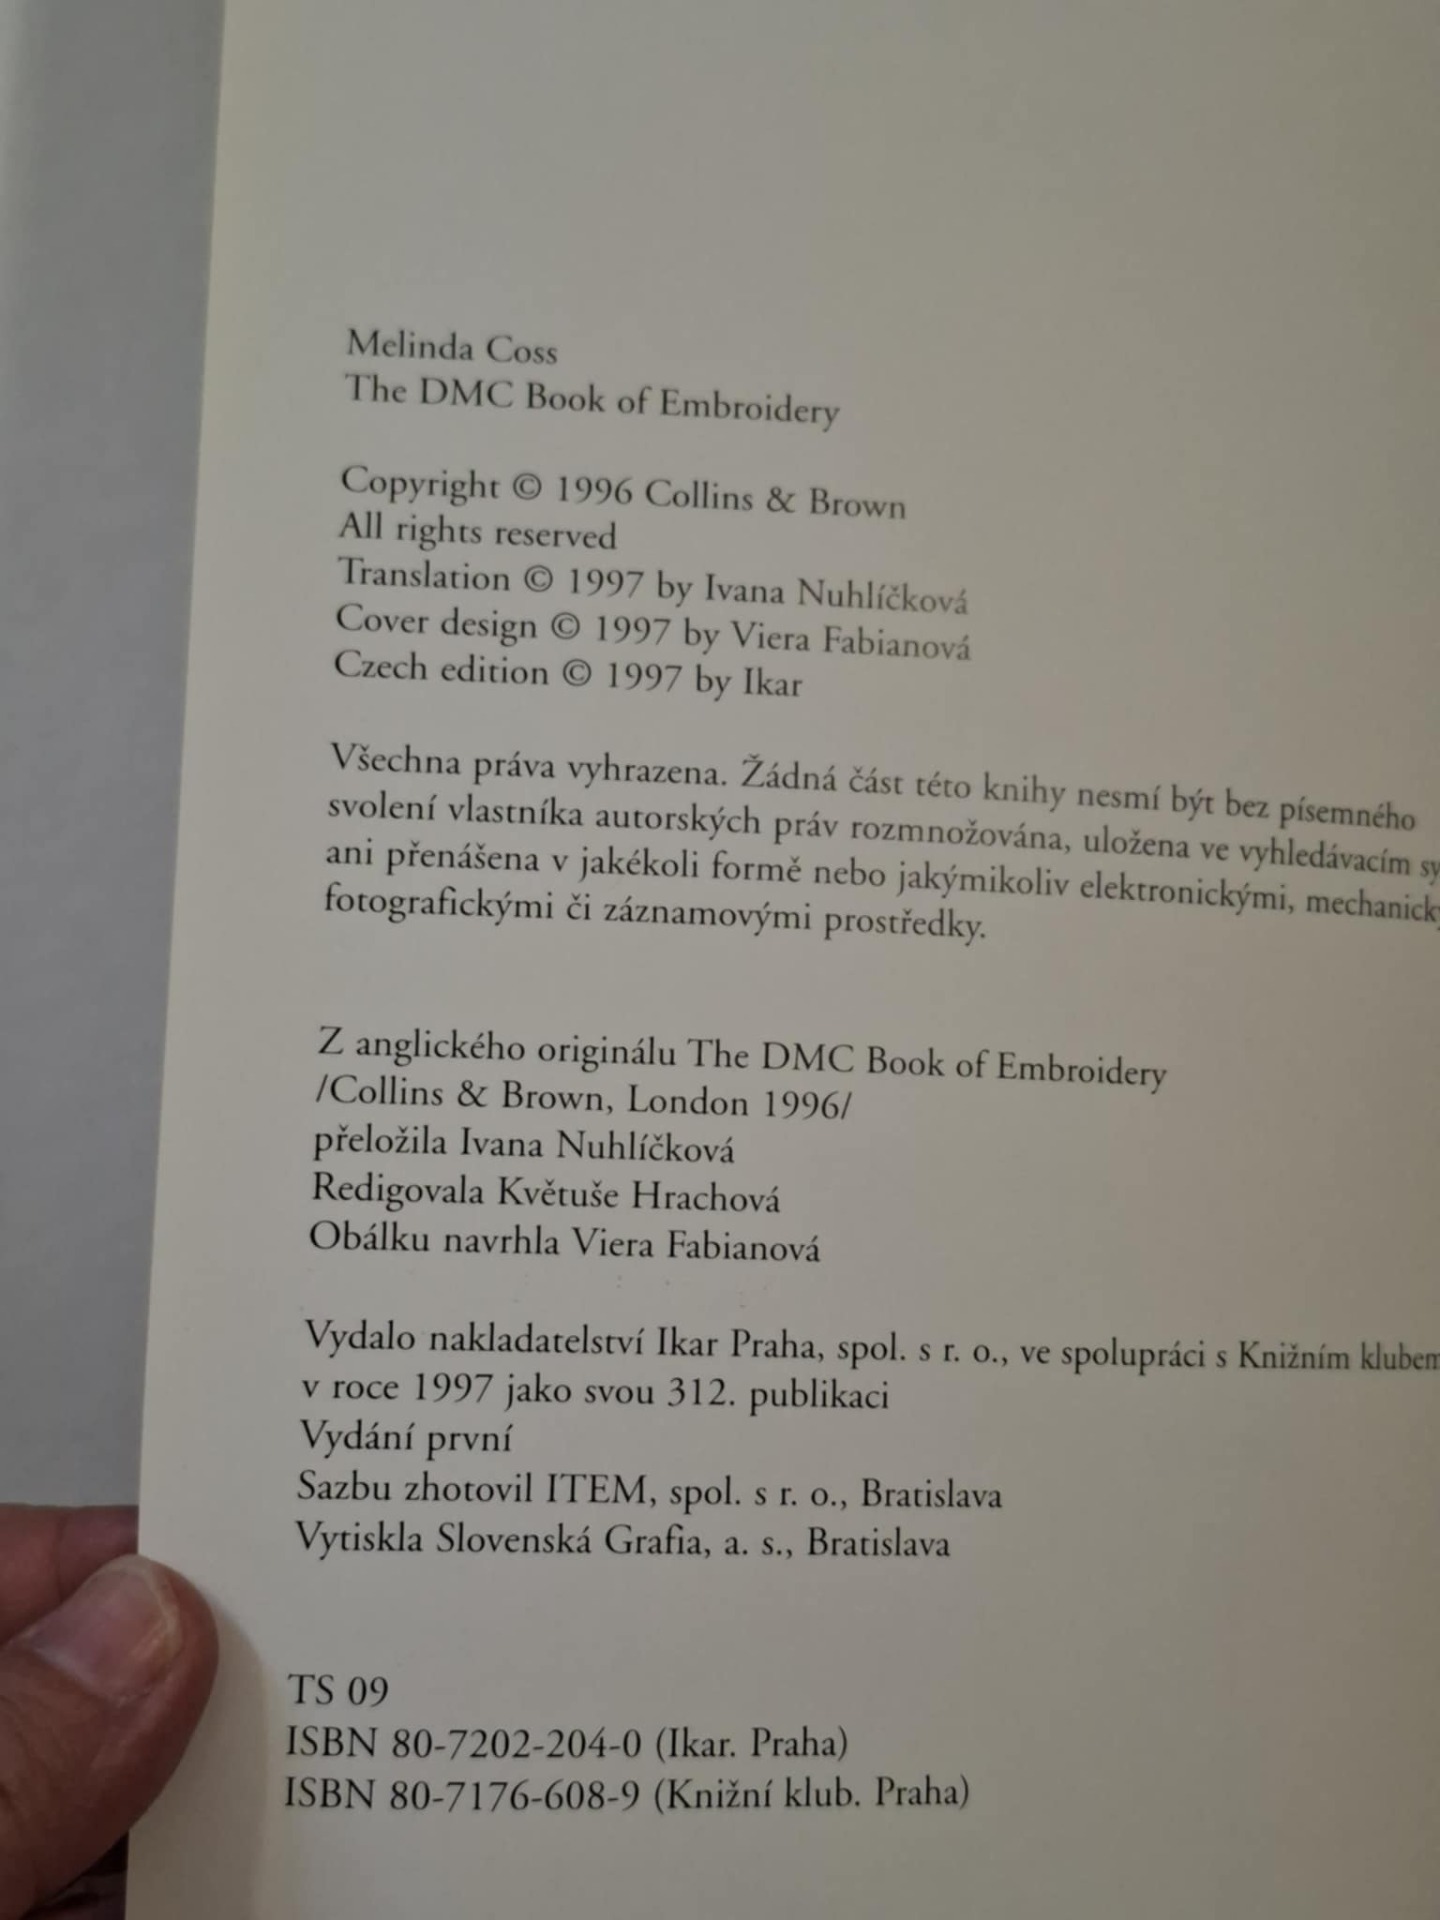 Melinda Coss
The DMC Book of Embroidery
Copyright © 1996 Collins & Brown
All rights reserved
Translation © 1997 by Ivana Nuhlíčková
Cover design © 1997 by Viera Fabianová
Czech edition © 1997 by Ikar
Všechna práva vyhrazena. Žádná část této knihy nesmí být bez písemného
svolení vlastníka autorských práv rozmnožována, uložena ve vyhledávacím
ani přenášena v jakékoli formě nebo jakýmikoliv elektronickými,
fotografickými či záznamovými prostředky.
Z anglického originálu The DMC Book of Embroidery
/Collins & Brown, London 1996/
přeložila Ivana Nuhlíčková
Redigovala Květuše Hrachová
Obálku navrhla Viera Fabianová
Vydalo nakladatelství Ikar Praha, spol. s r. o., ve spolupráci s Knižním klubem
v roce 1997 jako svou 312. publikaci
Vydání první
Sazbu zhotovil ITEM, spol. s r. o., Bratislava
Vytiskla Slovenská Grafia, a. s., Bratislava
TS 09
ISBN 80-7202-204-0 (Ikar. Praha)
ISBN 80-7176-608-9 (Knižní klub. Praha)